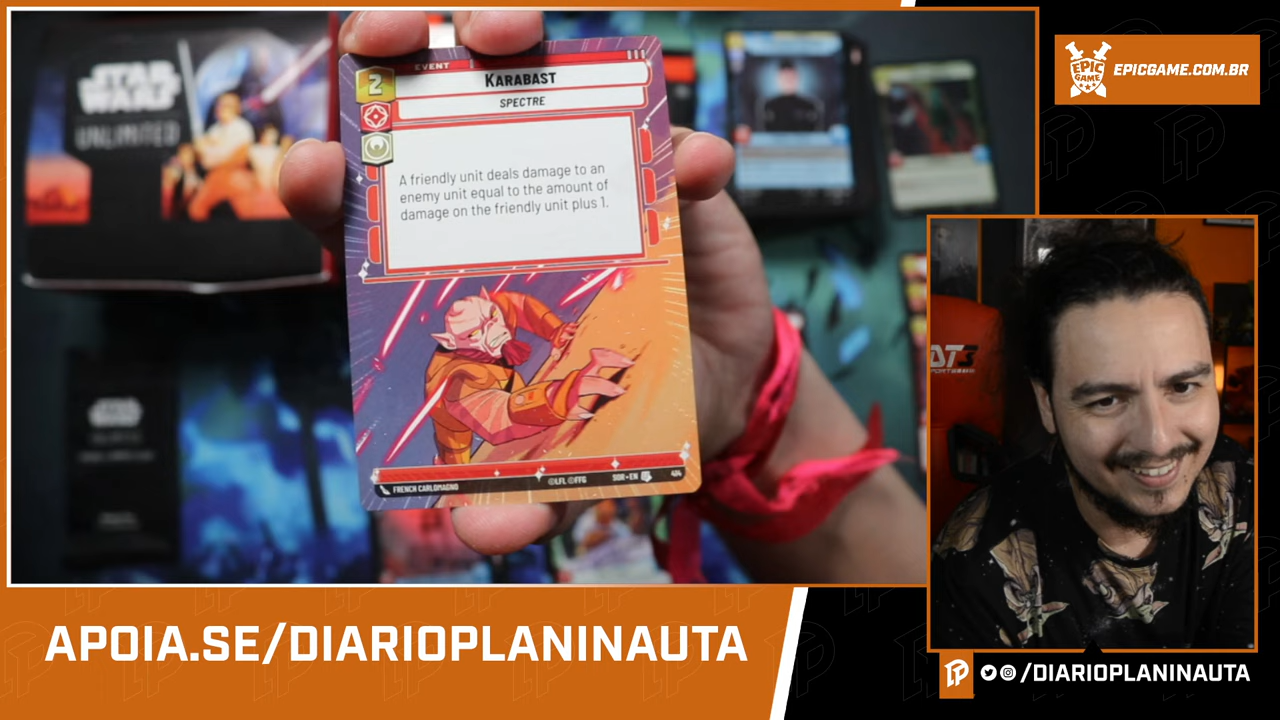 STAR
WARS
UNLIMITED
EVENT
2
KARABAST
SPECTRE
A friendly unit deals damage to an
enemy unit equal to the amount of
damage on the friendly unit plus 1.
FRENCH CARLOMAGNO
©LFL ©FFG
SOR • EN
EPIC
GAME
EPICGAME.COM.BR
APOIA.SE/DIARIOPLANINAUTA
/DIARIOPLANINAUTA